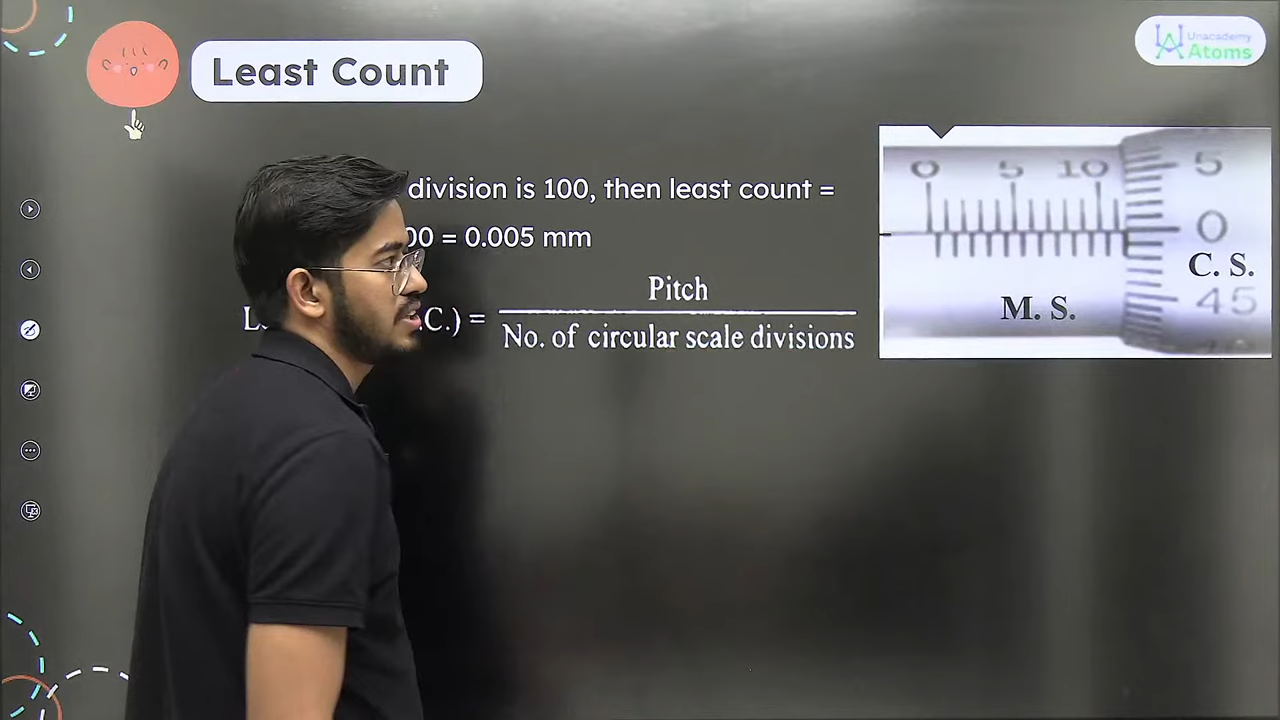 Least Count
Unacademy
Atoms
division is 100, then least count =
00 = 0.005 mm
.C.) =
Pitch
No. of circular scale divisions
0 5 10
5
0
45
C. S.
M. S.